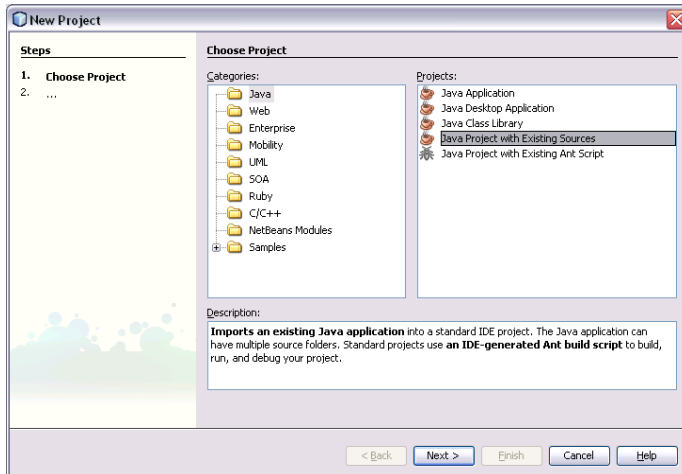 New Project
Steps
1. Choose Project
2. ...
Choose Project
Categories:
Java
Web
Enterprise
Mobility
UML
SOA
Ruby
C/C++
NetBeans Modules
Samples
Projects:
Java Application
Java Desktop Application
Java Class Library
Java Project with Existing Sources
Java Project with Existing Ant Script
Description:
Imports an existing Java application into a standard IDE project. The Java application can
have multiple source folders. Standard projects use an IDE-generated Ant build script to build,
run, and debug your project.
< Back
Next >
Finish
Cancel
Help